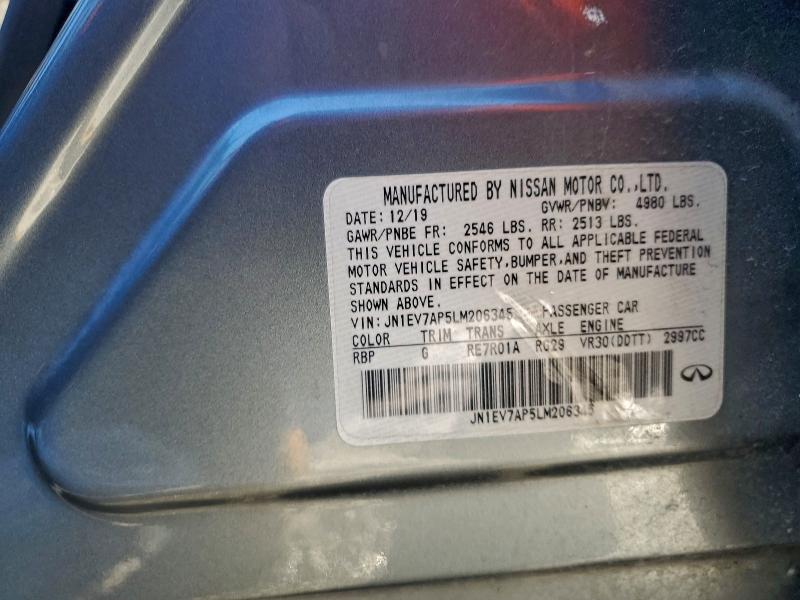 MANUFACTURED BY NISSAN MOTOR CO.,LTD.
DATE: 12/19 GVWR/PNBV: 4980 LBS.
GAWR/PNBE FR: 2546 LBS. RR: 2513 LBS.
THIS VEHICLE CONFORMS TO ALL APPLICABLE FEDERAL
MOTOR VEHICLE SAFETY,BUMPER,AND THEFT PREVENTION
STANDARDS IN EFFECT ON THE DATE OF MANUFACTURE
SHOWN ABOVE.
VIN: JN1EV7AP5LM206345 PASSENGER CAR
COLOR TRIM TRANS AXLE ENGINE
RBP G RE7R01A RG29 VR30(DDTT) 2997CC
JN1EV7AP5LM206345